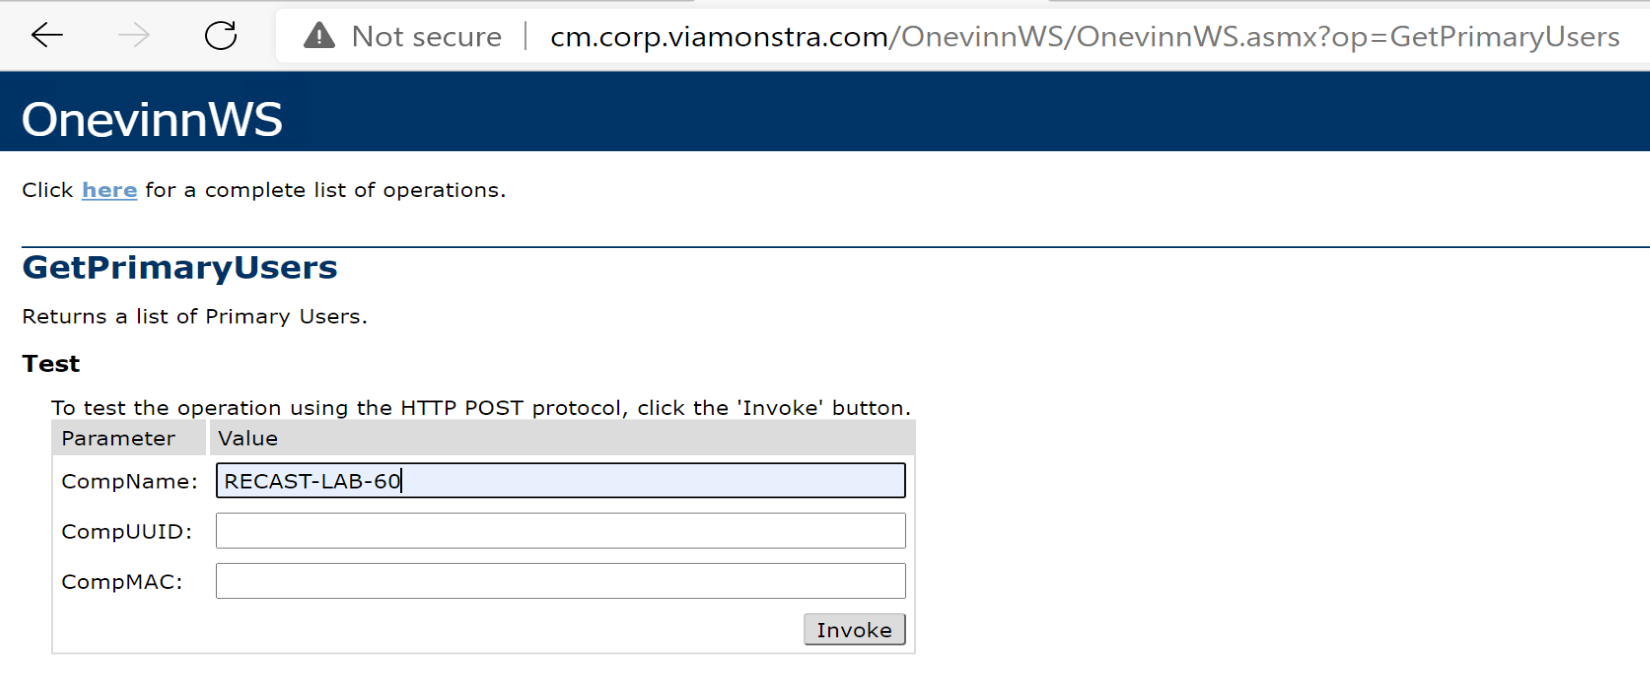 Not secure | cm.corp.viamonstra.com/OnevinnWS/OnevinnWS.asmx?op=GetPrimaryUsers
OnevinnWS
Click here for a complete list of operations.
GetPrimaryUsers
Returns a list of Primary Users.
Test
To test the operation using the HTTP POST protocol, click the 'Invoke' button.
Parameter Value
CompName: RECAST-LAB-60
CompUUID:
CompMAC:
Invoke